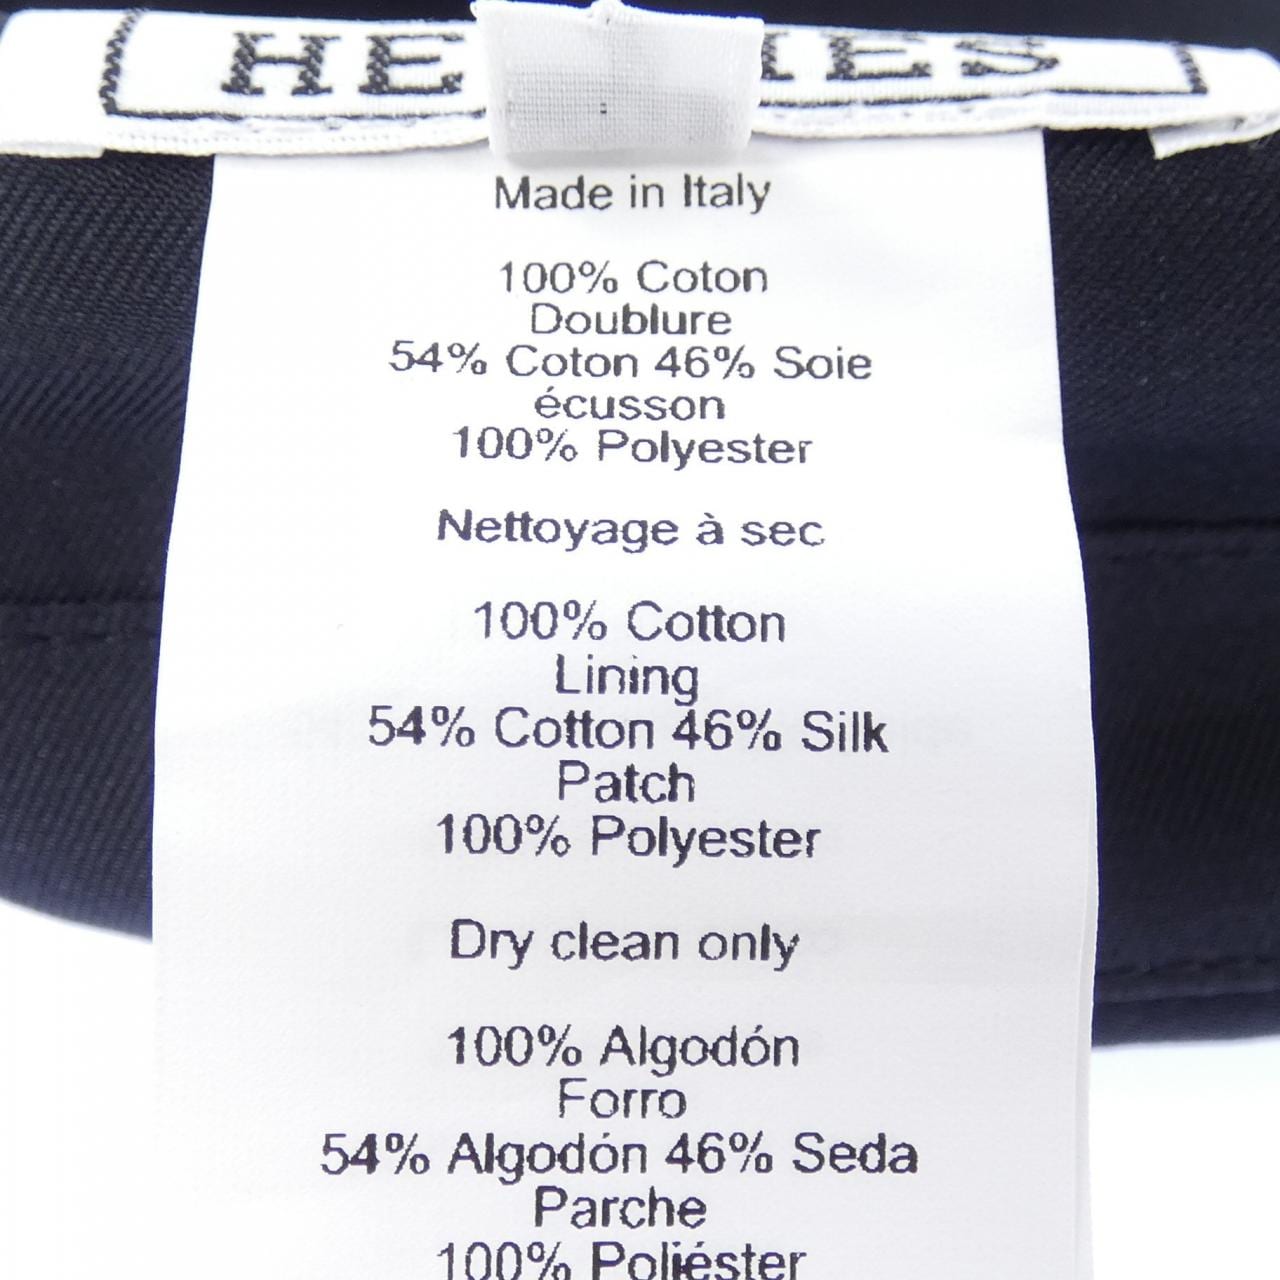 HE
ES
Made in Italy
100% Coton
Doublure
54% Coton 46% Soie
écusson
100% Polyester
Nettoyage à sec
100% Cotton
Lining
54% Cotton 46% Silk
Patch
100% Polyester
Dry clean only
100% Algodón
Forro
54% Algodón 46% Seda
Parche
100% Poliéster